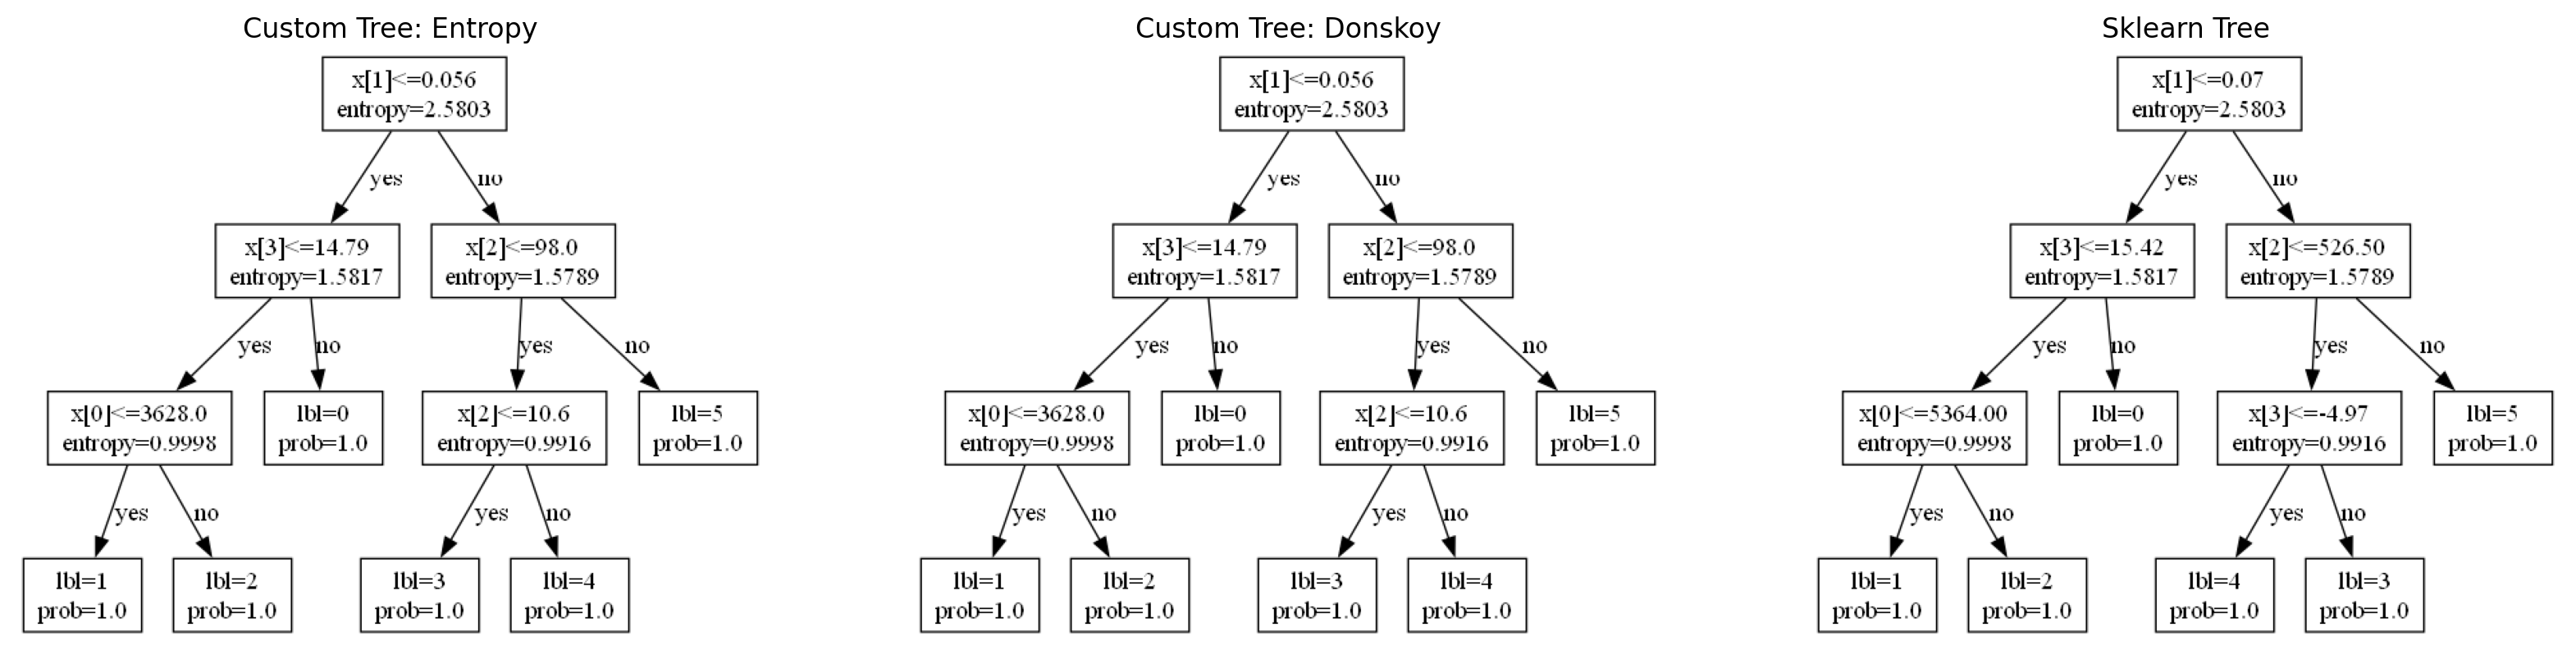 Custom Tree: Entropy
x[1]<=0.056
entropy=2.5803
yes
no
x[3]<=14.79
entropy=1.5817
x[2]<=98.0
entropy=1.5789
yes
no
yes
no
x[0]<=3628.0
entropy=0.9998
lbl=0
prob=1.0
x[2]<=10.6
entropy=0.9916
lbl=5
prob=1.0
yes
no
yes
no
lbl=1
prob=1.0
lbl=2
prob=1.0
lbl=3
prob=1.0
lbl=4
prob=1.0
Custom Tree: Donskoy
x[1]<=0.056
entropy=2.5803
yes
no
x[3]<=14.79
entropy=1.5817
x[2]<=98.0
entropy=1.5789
yes
no
yes
no
x[0]<=3628.0
entropy=0.9998
lbl=0
prob=1.0
x[2]<=10.6
entropy=0.9916
lbl=5
prob=1.0
yes
no
yes
no
lbl=1
prob=1.0
lbl=2
prob=1.0
lbl=3
prob=1.0
lbl=4
prob=1.0
Sklearn Tree
x[1]<=0.07
entropy=2.5803
yes
no
x[3]<=15.42
entropy=1.5817
x[2]<=526.50
entropy=1.5789
yes
no
yes
no
x[0]<=5364.00
entropy=0.9998
lbl=0
prob=1.0
x[3]<=-4.97
entropy=0.9916
lbl=5
prob=1.0
yes
no
yes
no
lbl=1
prob=1.0
lbl=2
prob=1.0
lbl=4
prob=1.0
lbl=3
prob=1.0